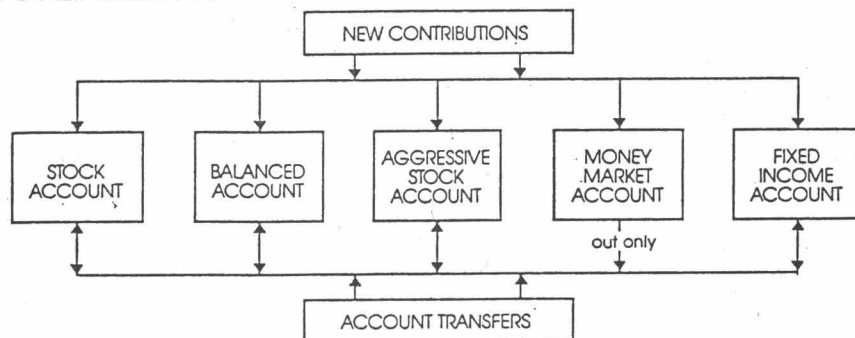 NEW CONTRIBUTIONS
STOCK
ACCOUNT
BALANCED
ACCOUNT
AGGRESSIVE
STOCK
ACCOUNT
MONEY
MARKET
ACCOUNT
FIXED
INCOME
ACCOUNT
out only
ACCOUNT TRANSFERS